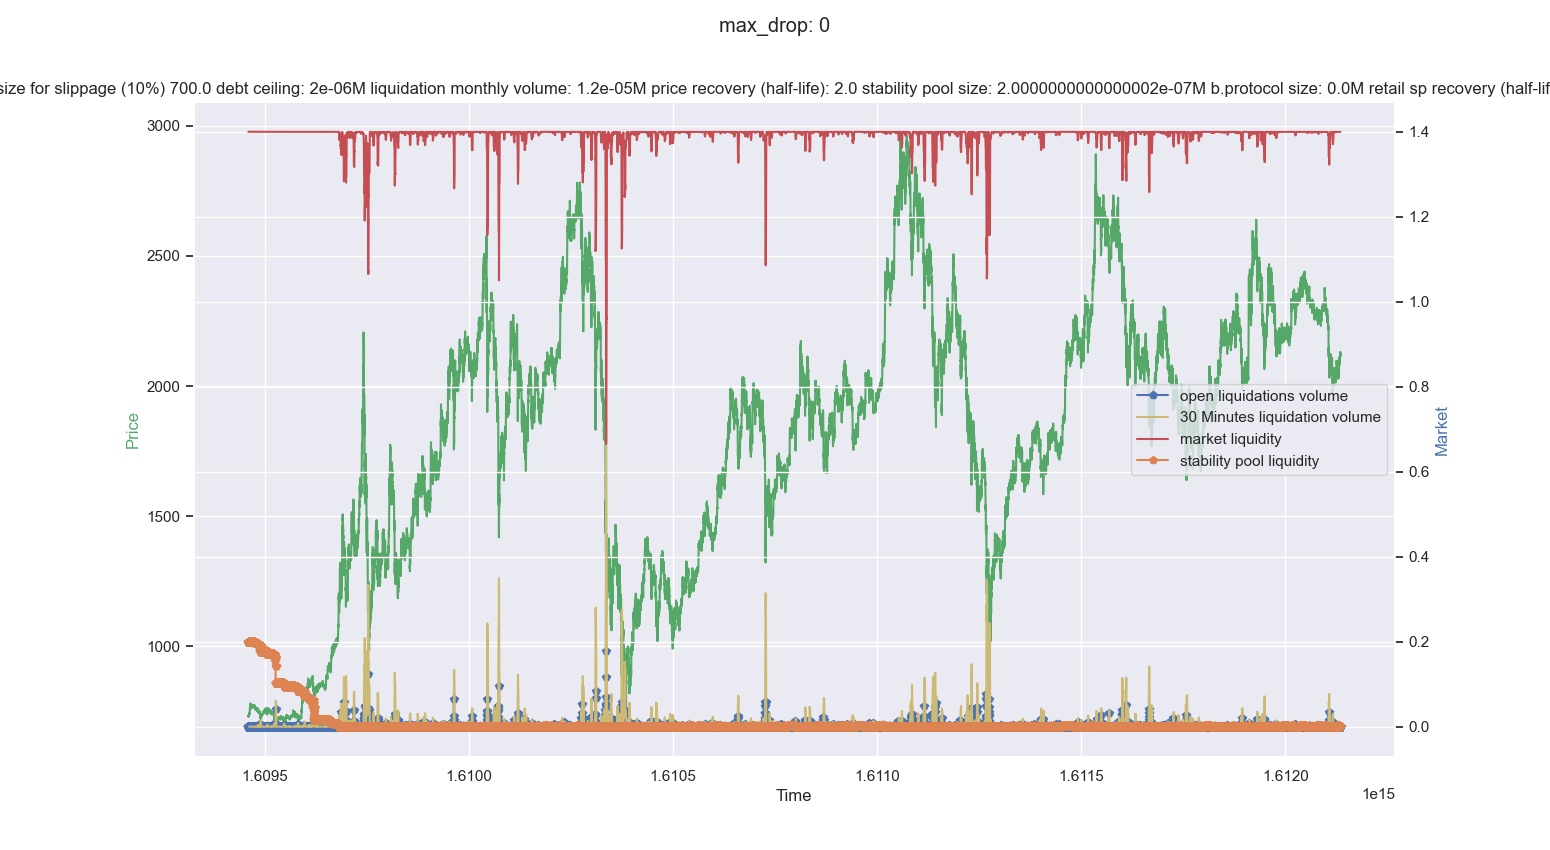 max_drop: 0
size for slippage (10%) 700.0 debt ceiling: 2e-06M liquidation monthly volume: 1.2e-05M price recovery (half-life): 2.0 stability pool size: 2.0000000000000002e-07M b.protocol size: 0.0M retail sp recovery (half-lif
3000
2500
2000
1500
1000
Price
1.4
1.2
1.0
0.8
0.6
0.4
0.2
0.0
Market
open liquidations volume
30 Minutes liquidation volume
market liquidity
stability pool liquidity
1.6095 1.6100 1.6105 1.6110 1.6115 1.6120
1e15
Time